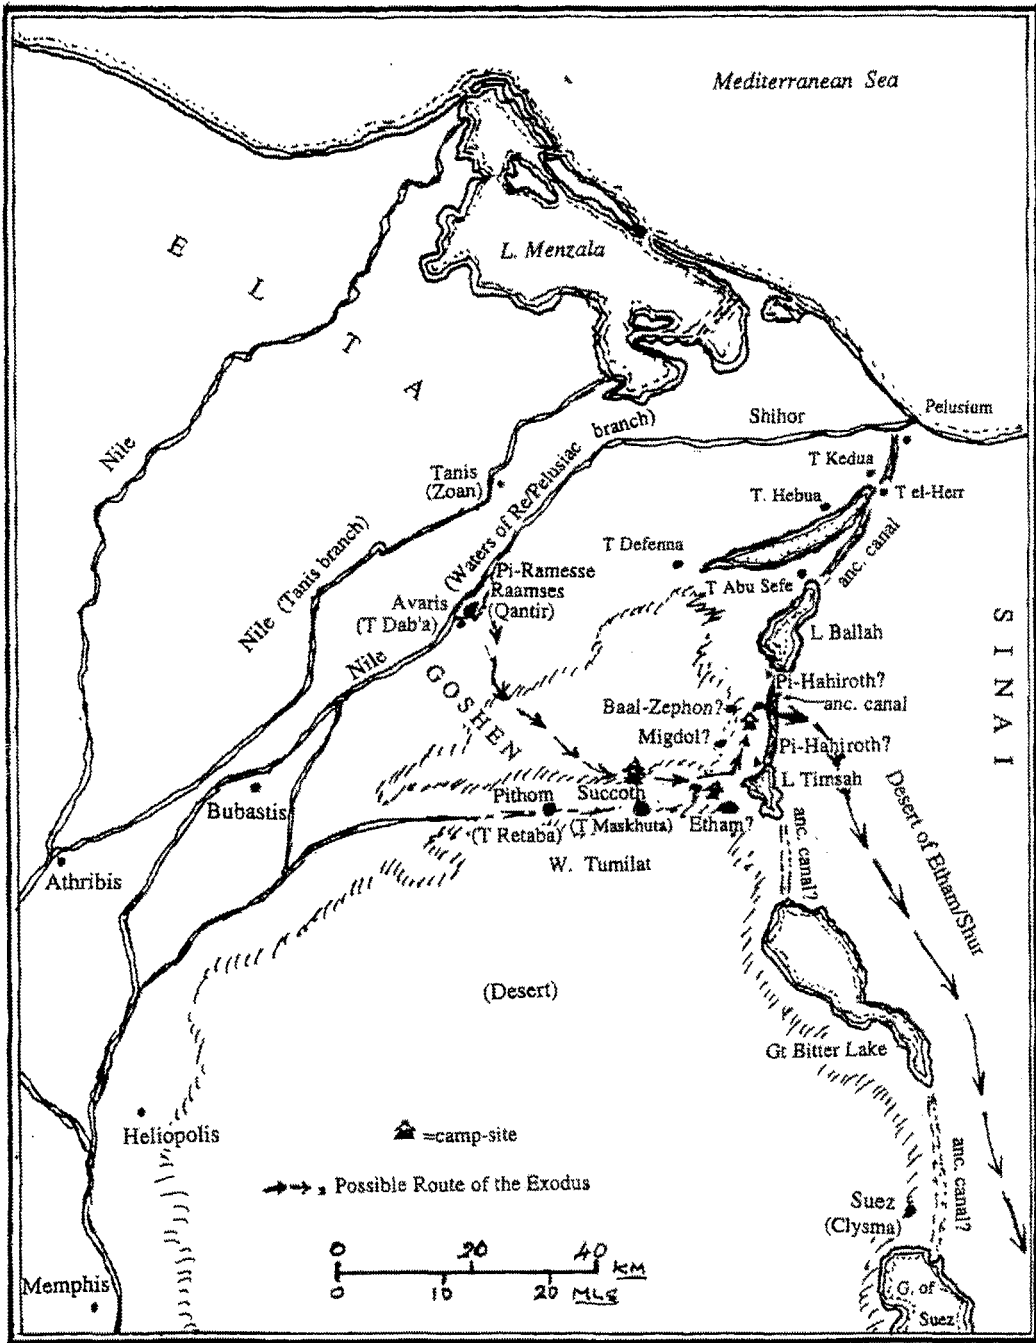 Mediterranean Sea
E
L
T
A
L. Menzala
Nile
Shihor
Pelusium
(Waters of Re/Pelusiac branch)
T Kedua
T. Hebua
T el-Herr
Tanis
(Zoan)
Nile (Tanis branch)
T Defenna
anc. canal
T Abu Sefe
Pi-Ramesse
Raamses
(Qantir)
Avaris
(T Dab'a)
L Ballah
SINAI
Nile
GOSHEN
Pi-Hahiroth?
anc. canal
Baal-Zephon?
Migdol?
Pi-Hahiroth?
L Timsah
Pithom
Succoth
(T Retaba)
(T Maskhuta)
Etham?
Bubastis
W. Tumilat
anc. canal?
Desert of Etham/Shur
Athribis
(Desert)
Gt Bitter Lake
Heliopolis
=camp-site
Possible Route of the Exodus
anc. canal?
Suez
(Clysma)
0 20 40 KM
0 10 20 MLS
Memphis
G. of
Suez